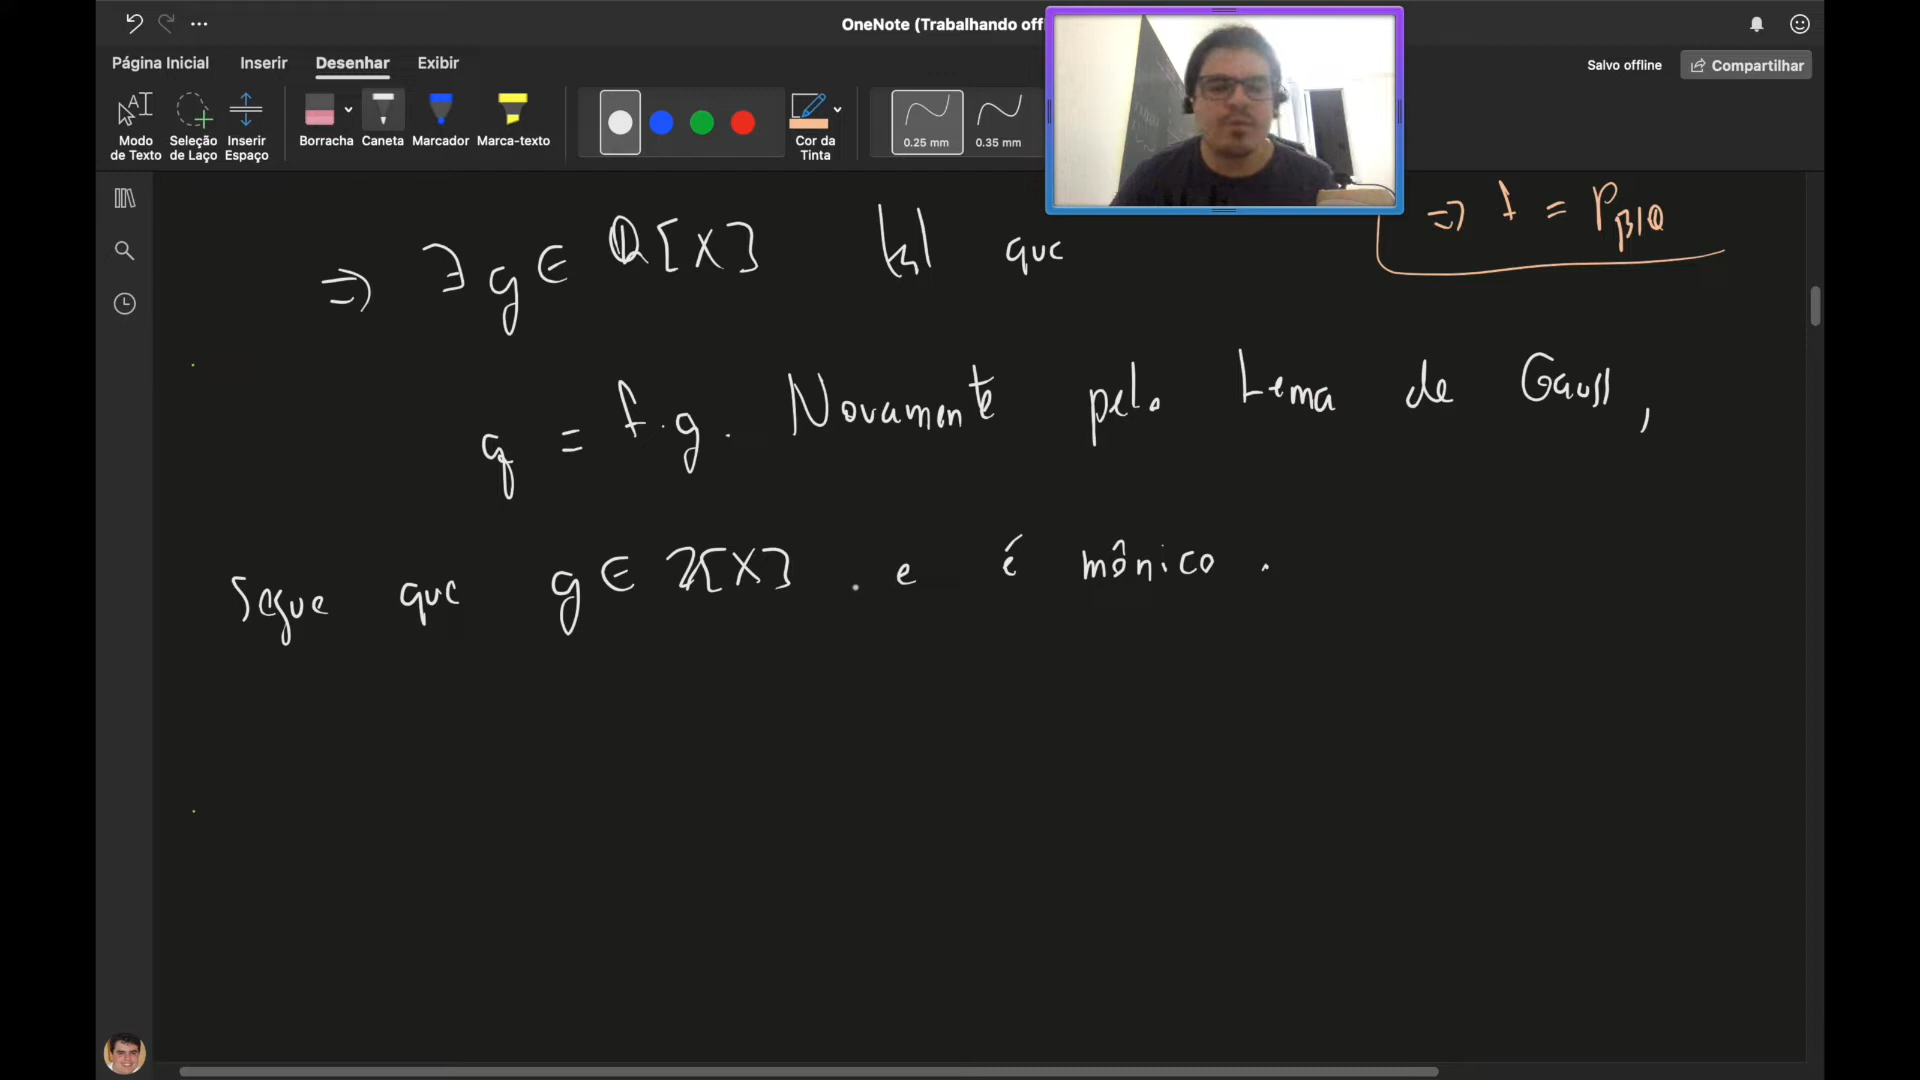 OneNote (Trabalhando off
Página Inicial Inserir Desenhar Exibir
Salvo offline Compartilhar
Modo de Texto
Seleção de Laço
Inserir Espaço
Borracha Caneta Marcador Marca-texto
Cor da Tinta
0.25 mm 0.35 mm
⇒ f = P_{β|ℚ}
⇒ ∃ g ∈ ℚ[X] tal que
q = f.g. Novamente pelo Lema de Gauss,
Segue que g ∈ ℤ[X] . e é mônico .